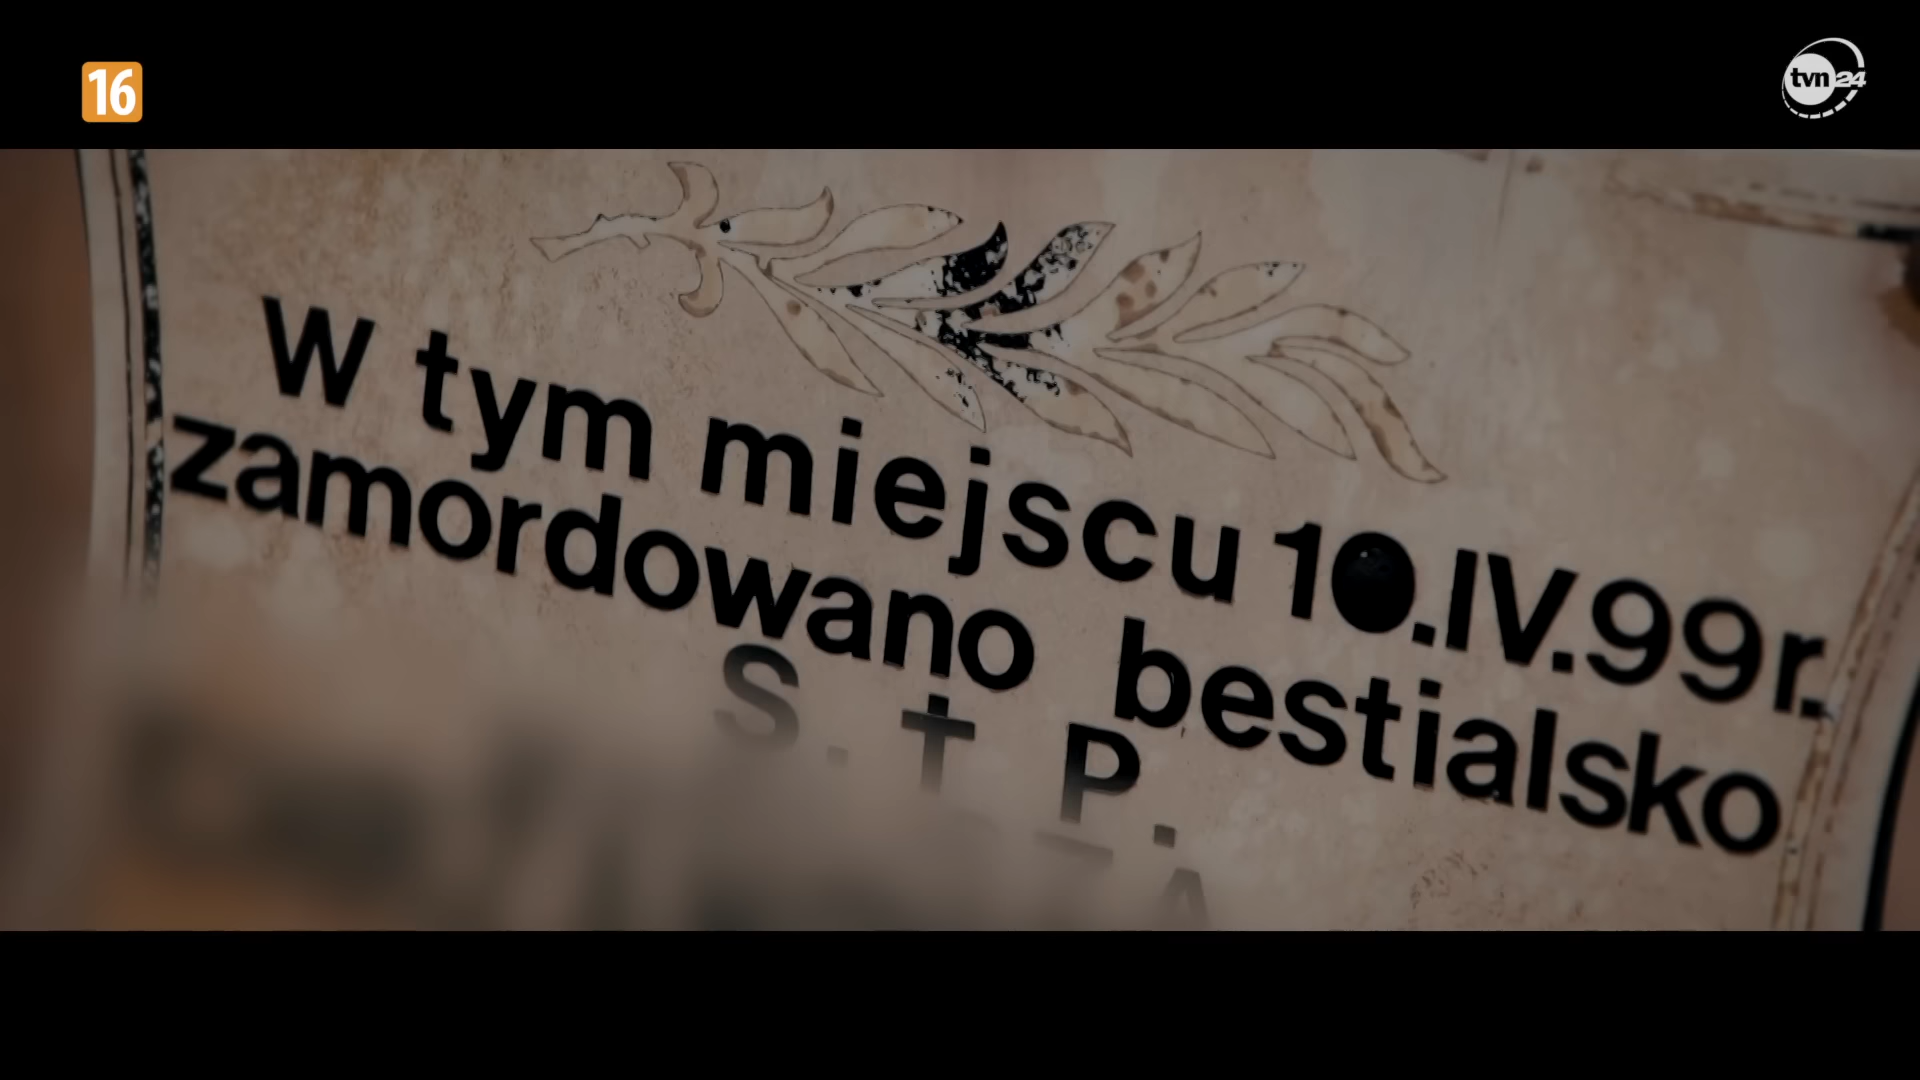 16
tvn24
W tym miejscu 10.IV.99r.
zamordowano bestialsko
S. † P.